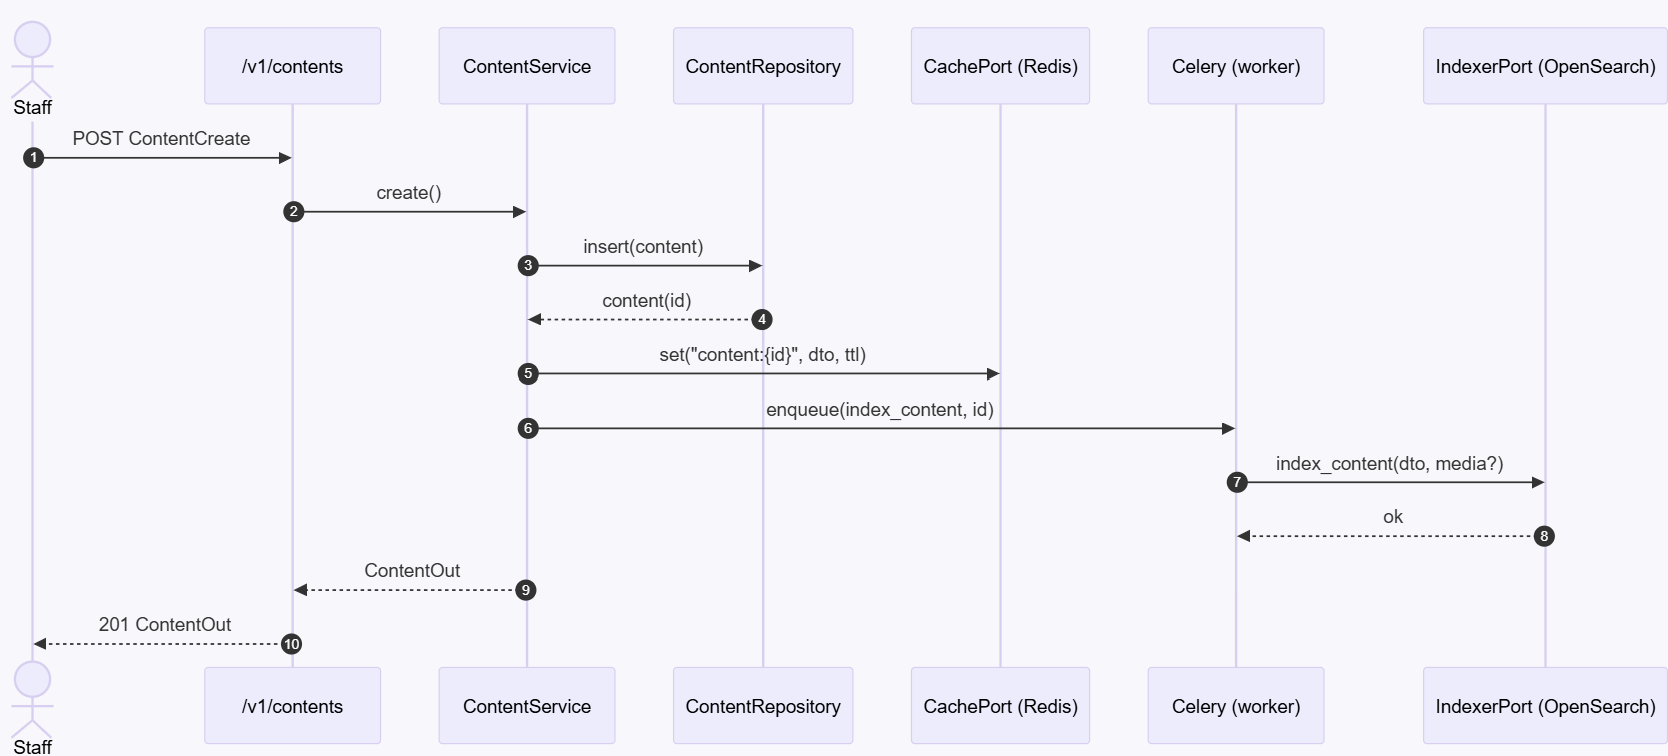 Staff
/v1/contents
ContentService
ContentRepository
CachePort (Redis)
Celery (worker)
IndexerPort (OpenSearch)
POST ContentCreate
1
create()
2
insert(content)
3
content(id)
4
set("content:{id}", dto, ttl)
5
enqueue(index_content, id)
6
index_content(dto, media?)
7
ok
8
ContentOut
9
201 ContentOut
10
Staff
/v1/contents
ContentService
ContentRepository
CachePort (Redis)
Celery (worker)
IndexerPort (OpenSearch)